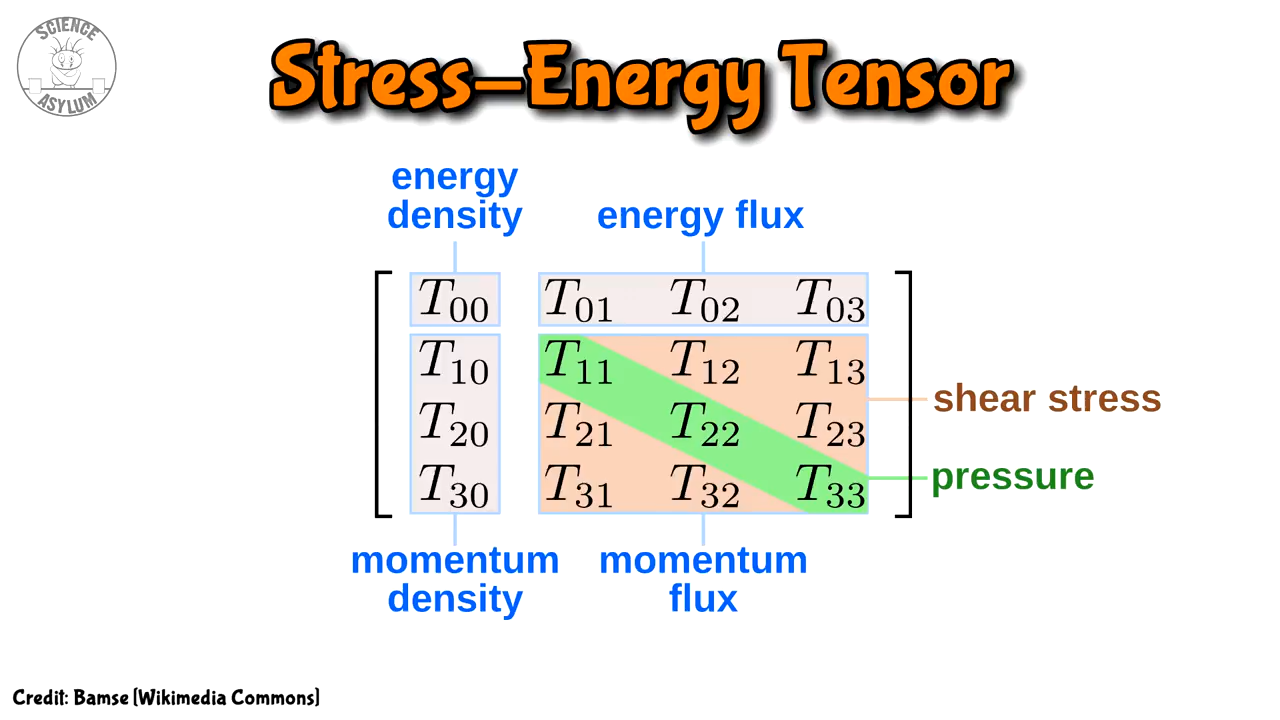 SCIENCE
ASYLUM
Stress–Energy Tensor
energy
density
energy flux
T00 T01 T02 T03
T10 T11 T12 T13
shear stress
T20 T21 T22 T23
pressure
T30 T31 T32 T33
momentum
density
momentum
flux
Credit: Bamse (Wikimedia Commons)